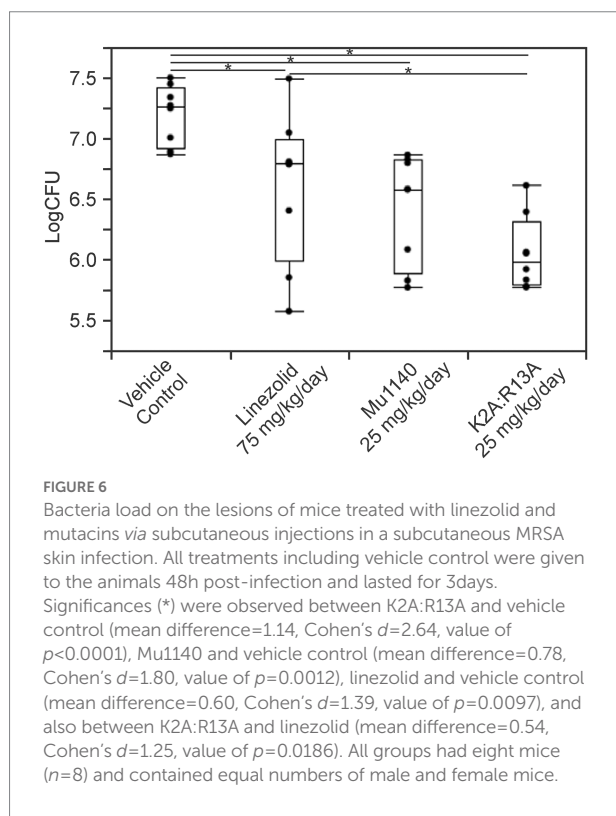 * 
* 
* *
7.5
7.0
6.5
6.0
5.5
LogCFU
Vehicle
Control
Linezolid
75 mg/kg/day
Mu1140
25 mg/kg/day
K2A:R13A
25 mg/kg/day
FIGURE 6
Bacteria load on the lesions of mice treated with linezolid and
mutacins via subcutaneous injections in a subcutaneous MRSA
skin infection. All treatments including vehicle control were given
to the animals 48h post-infection and lasted for 3days.
Significances (*) were observed between K2A:R13A and vehicle
control (mean difference=1.14, Cohen's d=2.64, value of
p<0.0001), Mu1140 and vehicle control (mean difference=0.78,
Cohen's d=1.80, value of p=0.0012), linezolid and vehicle control
(mean difference=0.60, Cohen's d=1.39, value of p=0.0097), and
also between K2A:R13A and linezolid (mean difference=0.54,
Cohen's d=1.25, value of p=0.0186). All groups had eight mice
(n=8) and contained equal numbers of male and female mice.